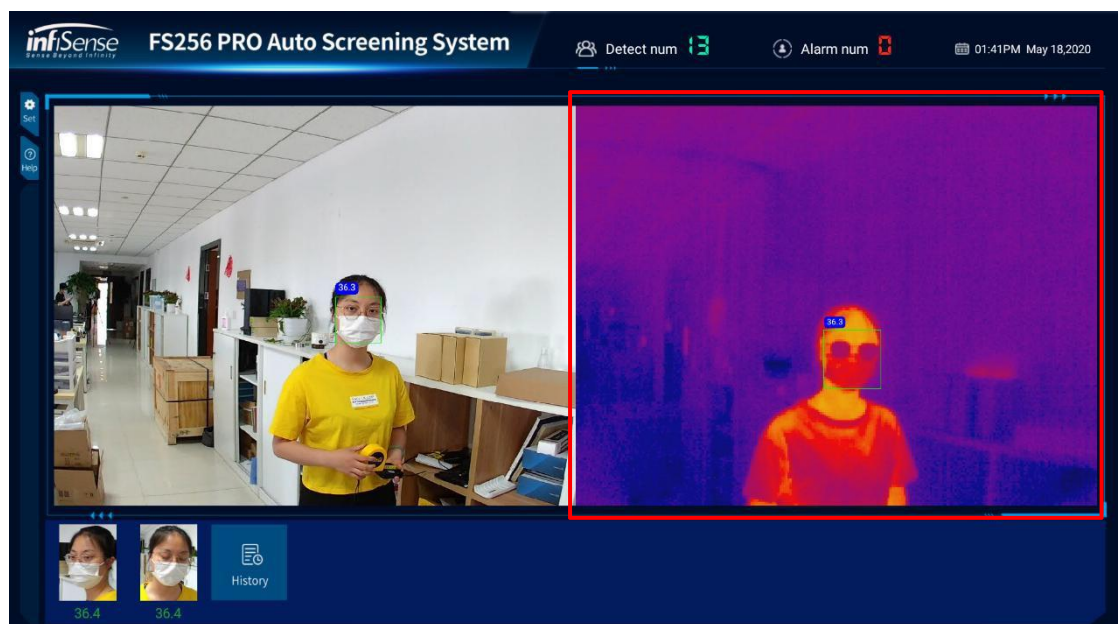 infiSense
Sense Beyond Infinity
FS256 PRO Auto Screening System
Detect num 13
Alarm num 0
01:41PM May 18,2020
Set
Help
36.3
36.3
36.4
36.4
History